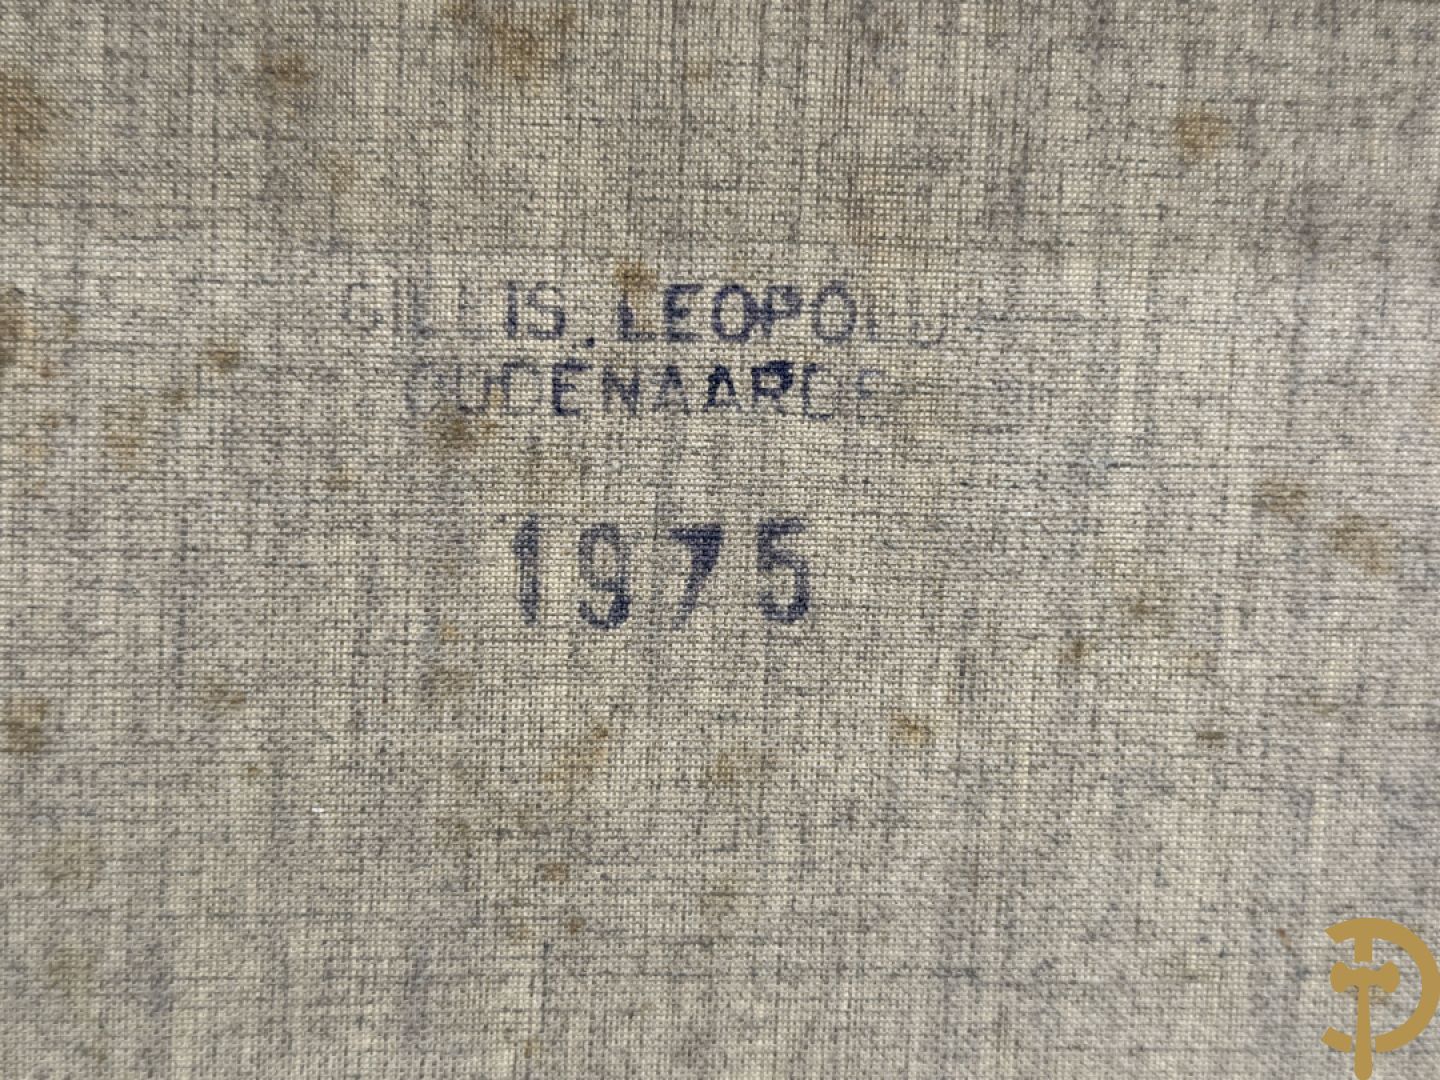 GILLIS, LEOPOLD
OUDENAARDE
1975